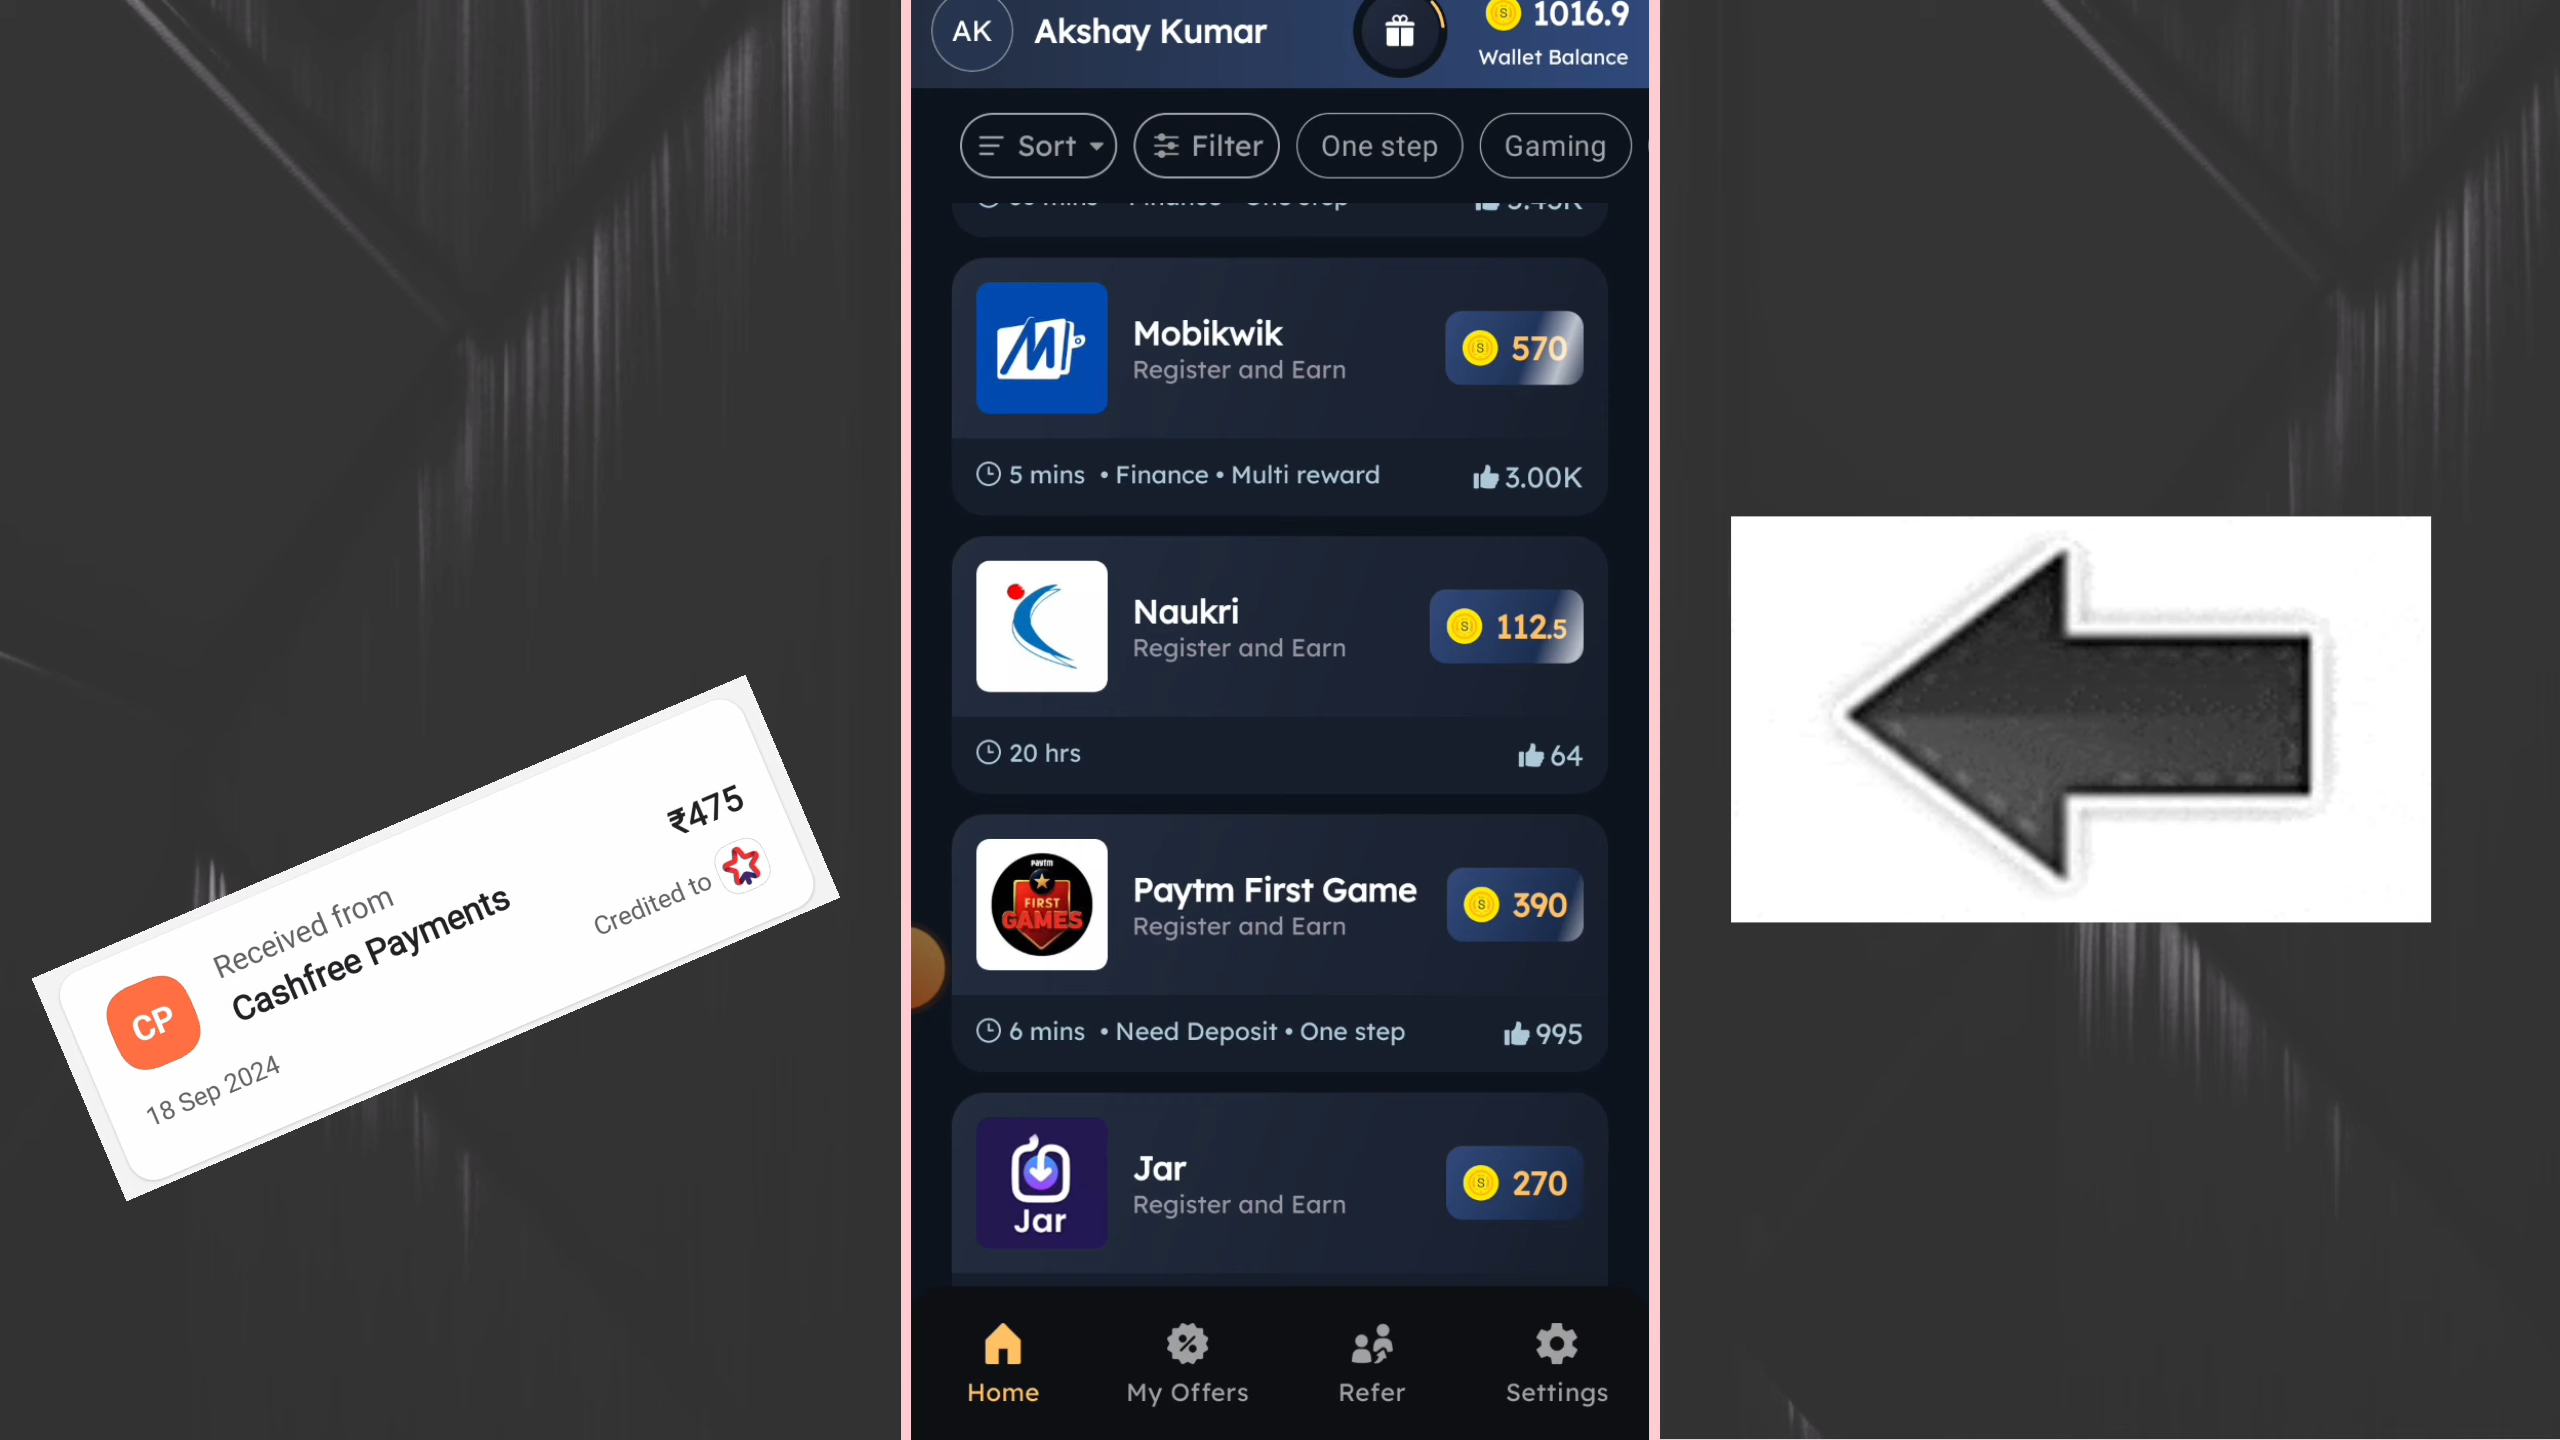 AK
Akshay Kumar
1016.9
Wallet Balance
Sort
Filter
One step
Gaming
Mobikwik
Register and Earn
570
5 mins • Finance • Multi reward
3.00K
Naukri
Register and Earn
112.5
20 hrs
64
paytm
FIRST
GAMES
Paytm First Game
Register and Earn
390
6 mins • Need Deposit • One step
995
Jar
Jar
Register and Earn
270
Home
My Offers
Refer
Settings
CP
Received from
Cashfree Payments
₹475
Credited to
18 Sep 2024